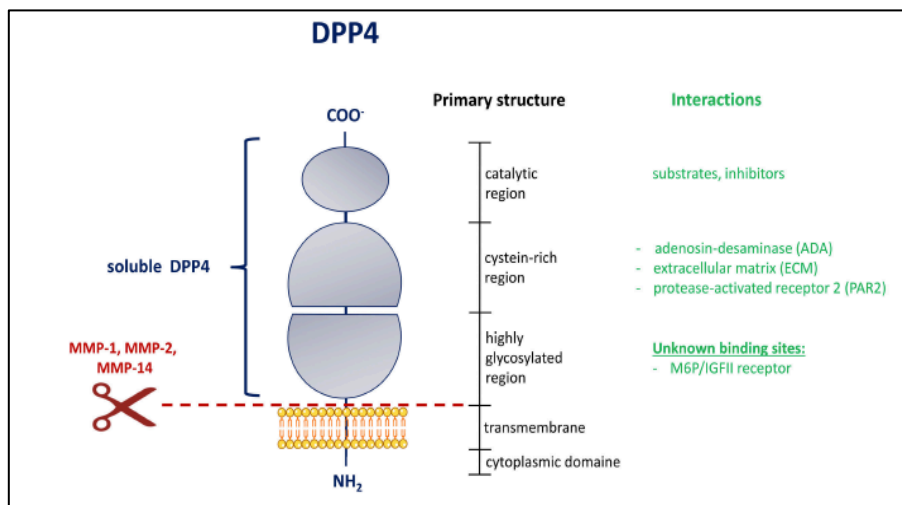 DPP4
Primary structure
Interactions
COO-
catalytic
region
substrates, inhibitors
soluble DPP4
cystein-rich
region
- adenosin-desaminase (ADA)
- extracellular matrix (ECM)
- protease-activated receptor 2 (PAR2)
MMP-1, MMP-2,
MMP-14
highly
glycosylated
region
Unknown binding sites:
- M6P/IGFII receptor
transmembrane
cytoplasmic domaine
NH2